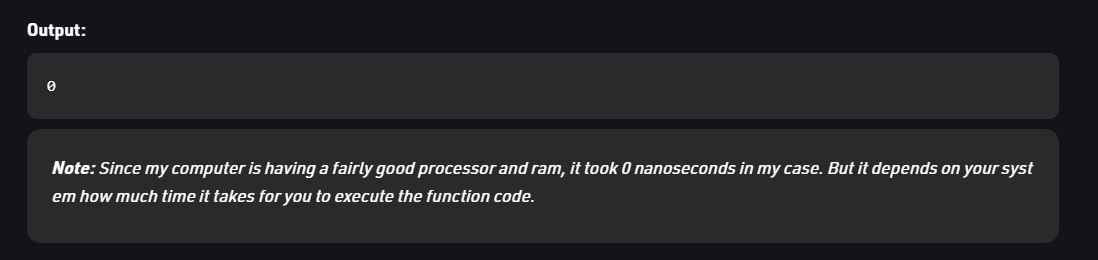 Output:
0
Note: Since my computer is having a fairly good processor and ram, it took 0 nanoseconds in my case. But it depends on your syst
em how much time it takes for you to execute the function code.